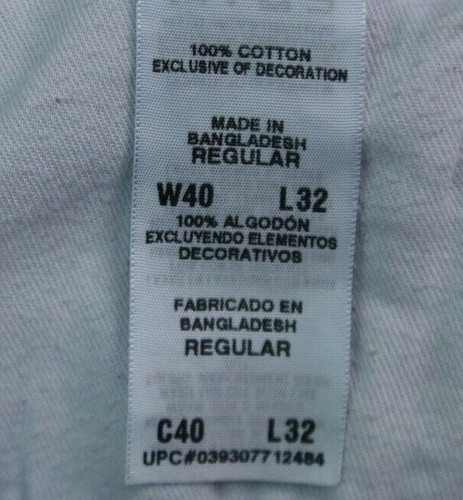 100% COTTON
EXCLUSIVE OF DECORATION
MADE IN
BANGLADESH
REGULAR
W40 L32
100% ALGODÓN
EXCLUYENDO ELEMENTOS
DECORATIVOS
FABRICADO EN
BANGLADESH
REGULAR
C40 L32
UPC#039307712484